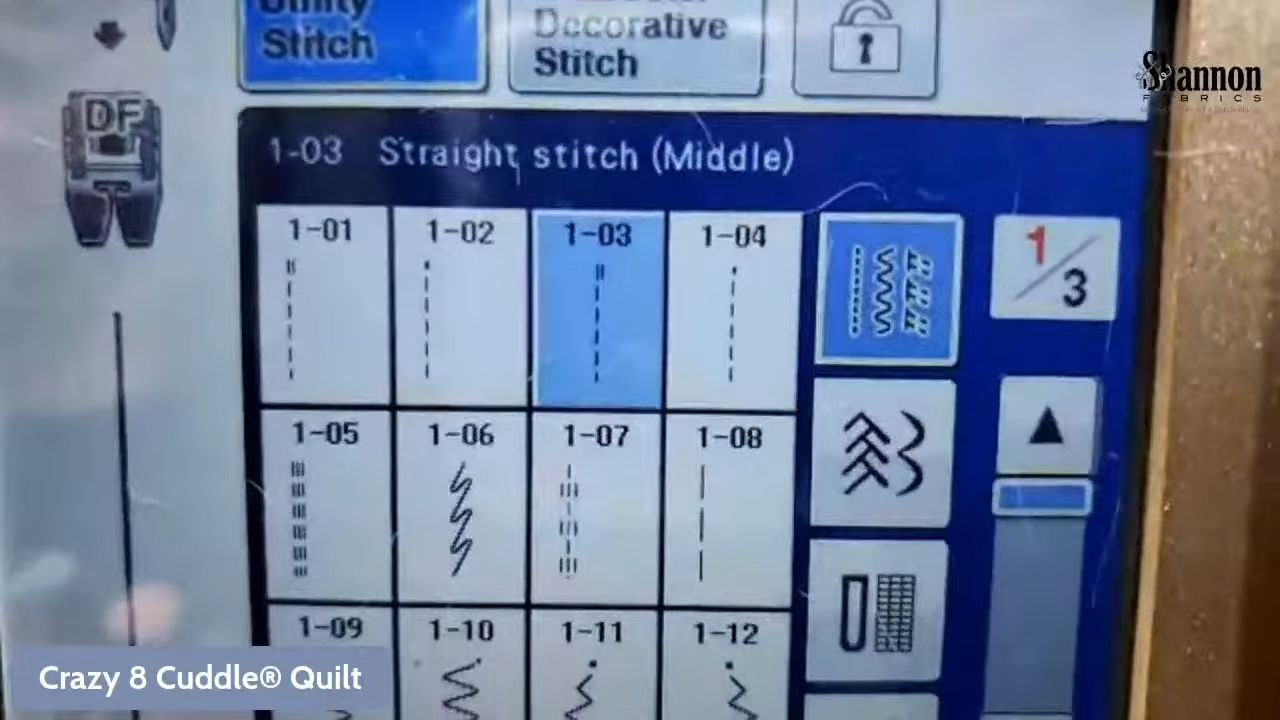 Utility
Stitch
Decorative
Stitch
Shannon
FABRICS
DF
1-03 Straight stitch (Middle)
1-01
1-02
1-03
1-04
1/3
1-05
1-06
1-07
1-08
1-09
1-10
1-11
1-12
Crazy 8 Cuddle® Quilt